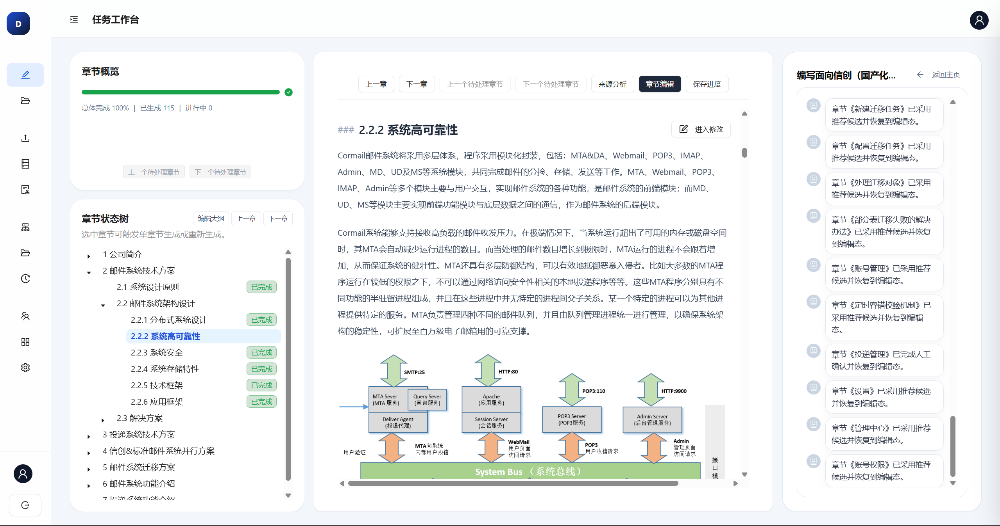 D
任务工作台
章节概览
总体完成 100% | 已生成 115 | 进行中 0
上一个待处理章节
下一个待处理章节
章节状态树
编辑大纲
上一章
下一章
选中章节可触发单章节生成或重新生成。
1 公司简介
2 邮件系统技术方案
2.1 系统设计原则
已完成
2.2 邮件系统架构设计
2.2.1 分布式系统设计
已完成
2.2.2 系统高可靠性
2.2.3 系统安全
已完成
2.2.4 系统存储特性
已完成
2.2.5 技术框架
已完成
2.2.6 应用框架
已完成
2.3 解决方案
3 投递系统技术方案
4 信创&标准邮件系统并行方案
5 邮件系统迁移方案
6 邮件系统功能介绍
7 投递系统功能介绍
上一章
下一章
上一个待处理章节
下一个待处理章节
来源分析
章节编辑
保存进度
### 2.2.2 系统高可靠性
进入修改
Cormail邮件系统将采用多层体系，程序采用模块化封装，包括：MTA&DA、Webmail、POP3、IMAP、
Admin、MD、UD及MS等系统模块，共同完成邮件的分捡、存储、发送等工作。MTA、Webmail、POP3、
IMAP、Admin等多个模块主要与用户交互，实现邮件系统的各种功能，是邮件系统的前端模块；而MD、
UD、MS等模块主要实现前端功能模块与底层数据之间的通信，作为邮件系统的后端模块。
Cormail系统能够支持接收高负载的邮件收发压力。在极端情况下，当系统运行超出了可用的内存或磁盘空间
时，其MTA会自动减少运行进程的数目。而当处理的邮件数目增长到极限时，MTA运行的进程不会跟着增
加，从而保证系统的健壮性。MTA还具有多层防御结构，可以有效地抵御恶意入侵者。比如大多数的MTA程
序运行在较低的权限之下，不可以通过网络访问安全性相关的本地投递程序等等。这些MTA程序分别具有不
同功能的半驻留进程组成，并且在这些进程中并无特定的进程间父子关系。某一个特定的进程可以为其他进
程提供特定的服务。MTA负责管理四种不同的邮件队列，并且由队列管理进程统一进行管理，以确保系统架
构的稳定性，可扩展至百万级电子邮箱用的可靠支撑。
SMTP:25
HTTP:80
POP3:110
HTTP:9900
MTA Sever
(MTA 服务)
Query Sever
(查询服务)
Deliver Agent
(投递代理)
Apache
(应用服务)
Session Server
(会话服务)
POP3 Server
(POP3服务)
Admin Server
(后台管理服务)
用户验证
MTA向系统
内部用户投信
WebMail
用户页面
访问请求
POP3
用户收信请求
Admin
管理页面
访问请求
System Bus （系统总线）
接
口
模
编写面向信创（国产化...
返回主页
章节《新建迁移任务》已采用
推荐候选并恢复到编辑态。
章节《配置迁移任务》已采用
推荐候选并恢复到编辑态。
章节《处理迁移对象》已采用
推荐候选并恢复到编辑态。
章节《部分表迁移失败的解决
办法》已采用推荐候选并恢复
到编辑态。
章节《账号管理》已采用推荐
候选并恢复到编辑态。
章节《定时容错校验机制》已
采用推荐候选并恢复到编辑
态。
章节《投递管理》已完成人工
确认并恢复到编辑态。
章节《设置》已采用推荐候选
并恢复到编辑态。
章节《管理中心》已采用推荐
候选并恢复到编辑态。
章节《账号权限》已采用推荐
候选并恢复到编辑态。